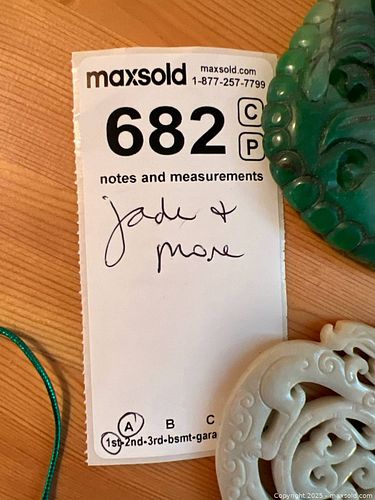 maxsold maxsold.com
1-877-257-7799
682 C
P
notes and measurements
jade +
more
A B C
1st-2nd-3rd-bsmt-gara
Copyright 2025 - maxsold.com